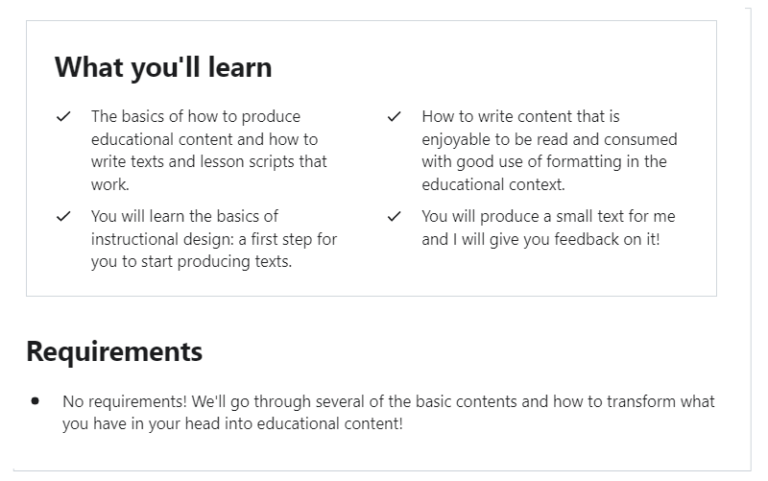 What you'll learn
The basics of how to produce
educational content and how to
write texts and lesson scripts that
work.
How to write content that is
enjoyable to be read and consumed
with good use of formatting in the
educational context.
You will learn the basics of
instructional design: a first step for
you to start producing texts.
You will produce a small text for me
and I will give you feedback on it!
Requirements
No requirements! We'll go through several of the basic contents and how to transform what
you have in your head into educational content!